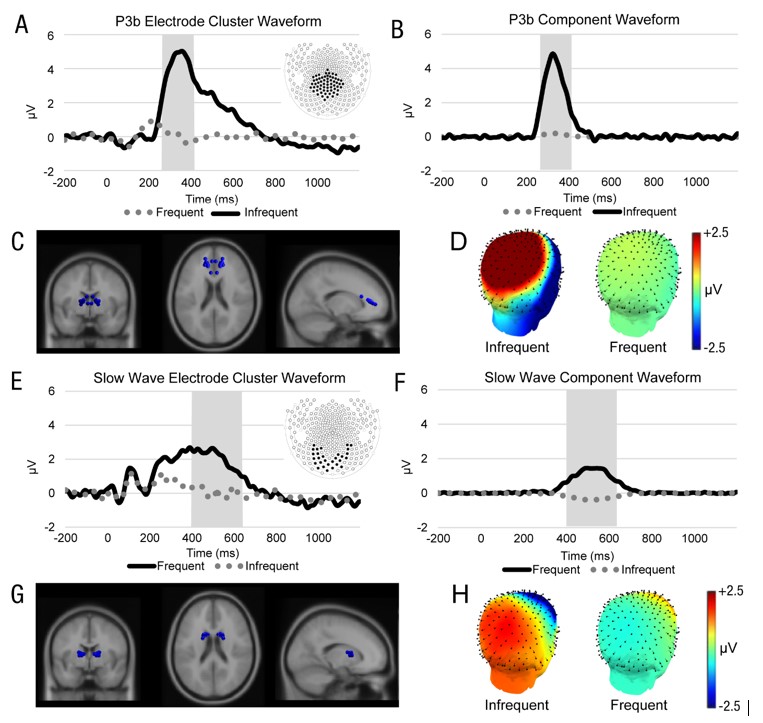 A
P3b Electrode Cluster Waveform
6
4
2
0
-2
μV
-200 0 200 400 600 800 1000
Time (ms)
Frequent Infrequent
B
P3b Component Waveform
6
4
2
0
-2
μV
-200 0 200 400 600 800 1000
Time (ms)
Frequent Infrequent
C
D
+2.5
μV
-2.5
Infrequent Frequent
E
Slow Wave Electrode Cluster Waveform
6
4
2
0
-2
μV
-200 0 200 400 600 800 1000
Time (ms)
Frequent Infrequent
F
Slow Wave Component Waveform
6
4
2
0
-2
μV
-200 0 200 400 600 800 1000
Time (ms)
Frequent Infrequent
G
H
+2.5
μV
-2.5
Infrequent Frequent